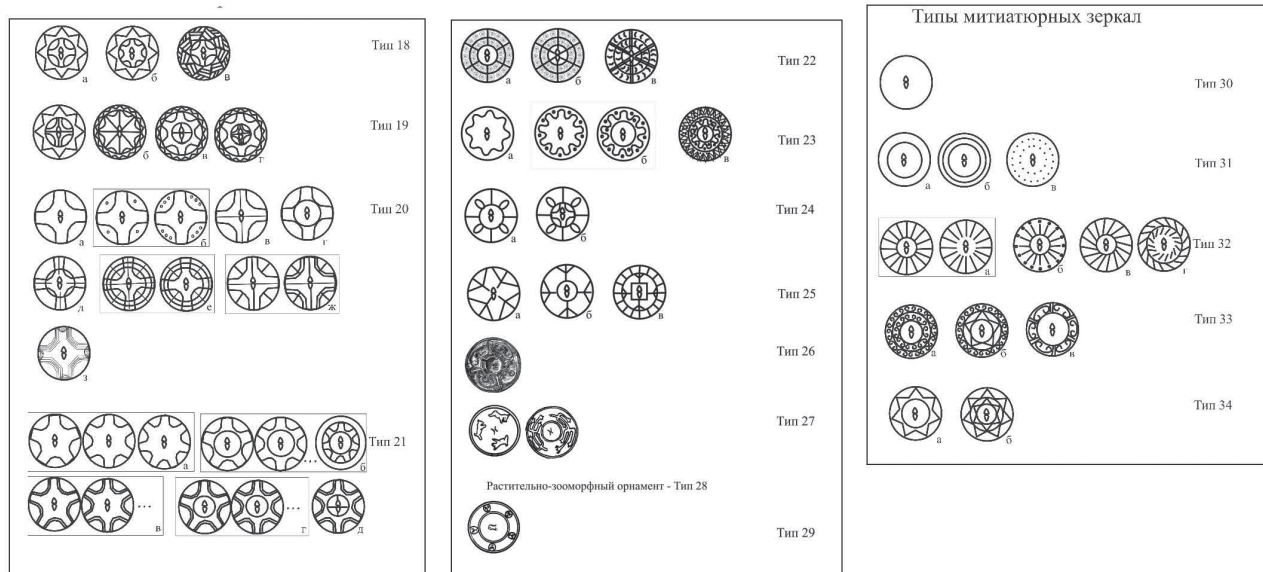 Тип 18
а б в
Тип 19
б в г
Тип 20
а б в г
д е ж
з
Тип 21
а б
в г д
Тип 22
а б в
Тип 23
а б в
Тип 24
а б
Тип 25
а б в
Тип 26
Тип 27
Растительно-зооморфный орнамент - Тип 28
Тип 29
Типы митиатюрных зеркал
Тип 30
Тип 31
а б в
Тип 32
а б в г
Тип 33
а б в
Тип 34
а б